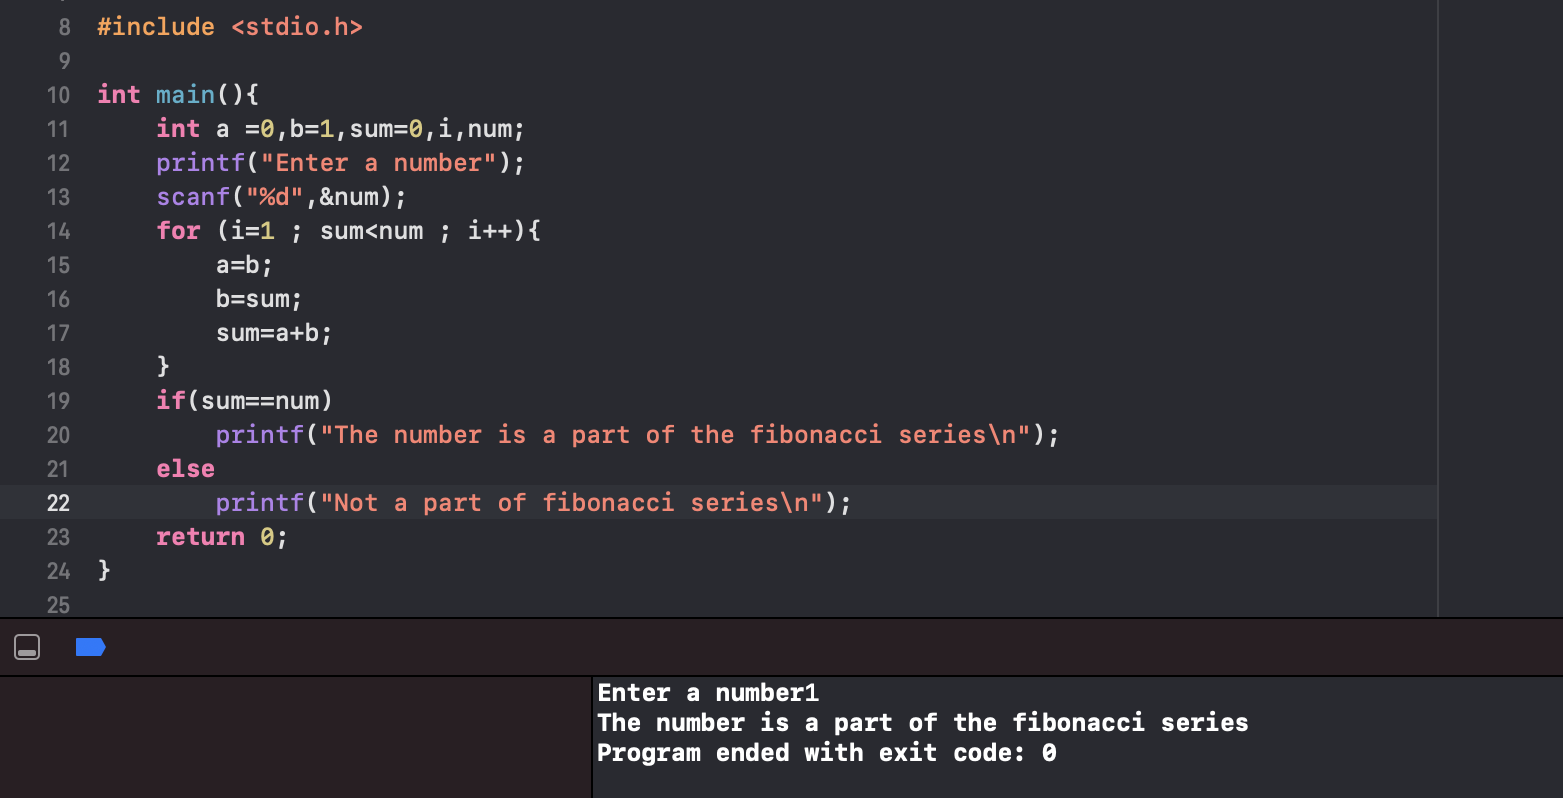 8 #include <stdio.h>
9
10 int main(){
11     int a =0,b=1,sum=0,i,num;
12     printf("Enter a number");
13     scanf("%d",&num);
14     for (i=1 ; sum<num ; i++){
15         a=b;
16         b=sum;
17         sum=a+b;
18     }
19     if(sum==num)
20         printf("The number is a part of the fibonacci series\n");
21     else
22         printf("Not a part of fibonacci series\n");
23     return 0;
24 }
25
Enter a number1
The number is a part of the fibonacci series
Program ended with exit code: 0